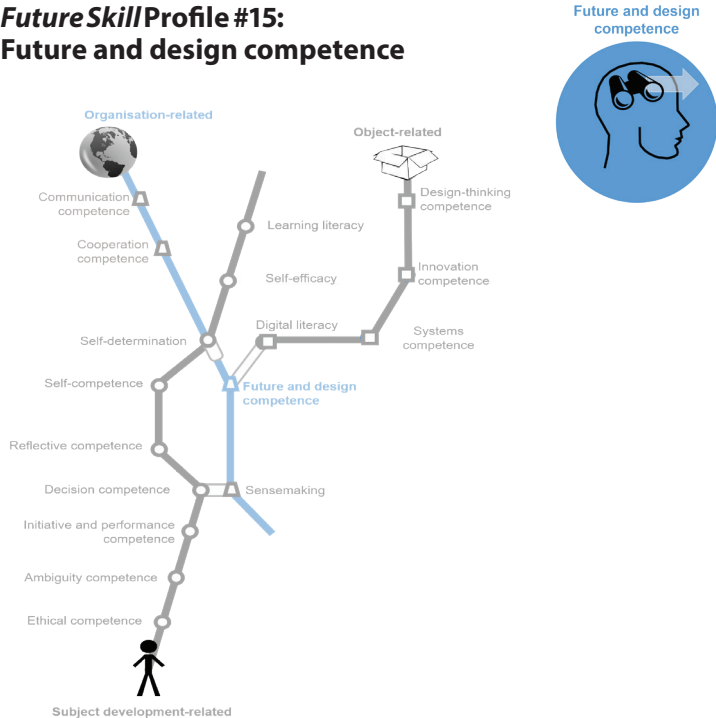 FutureSkill Profile #15:
Future and design competence
Future and design
competence
Organisation-related
Object-related
Communication
competence
Design-thinking
competence
Learning literacy
Cooperation
competence
Self-efficacy
Innovation
competence
Digital literacy
Self-determination
Systems
competence
Self-competence
Future and design
competence
Reflective competence
Decision competence
Sensemaking
Initiative and performance
competence
Ambiguity competence
Ethical competence
Subject development-related